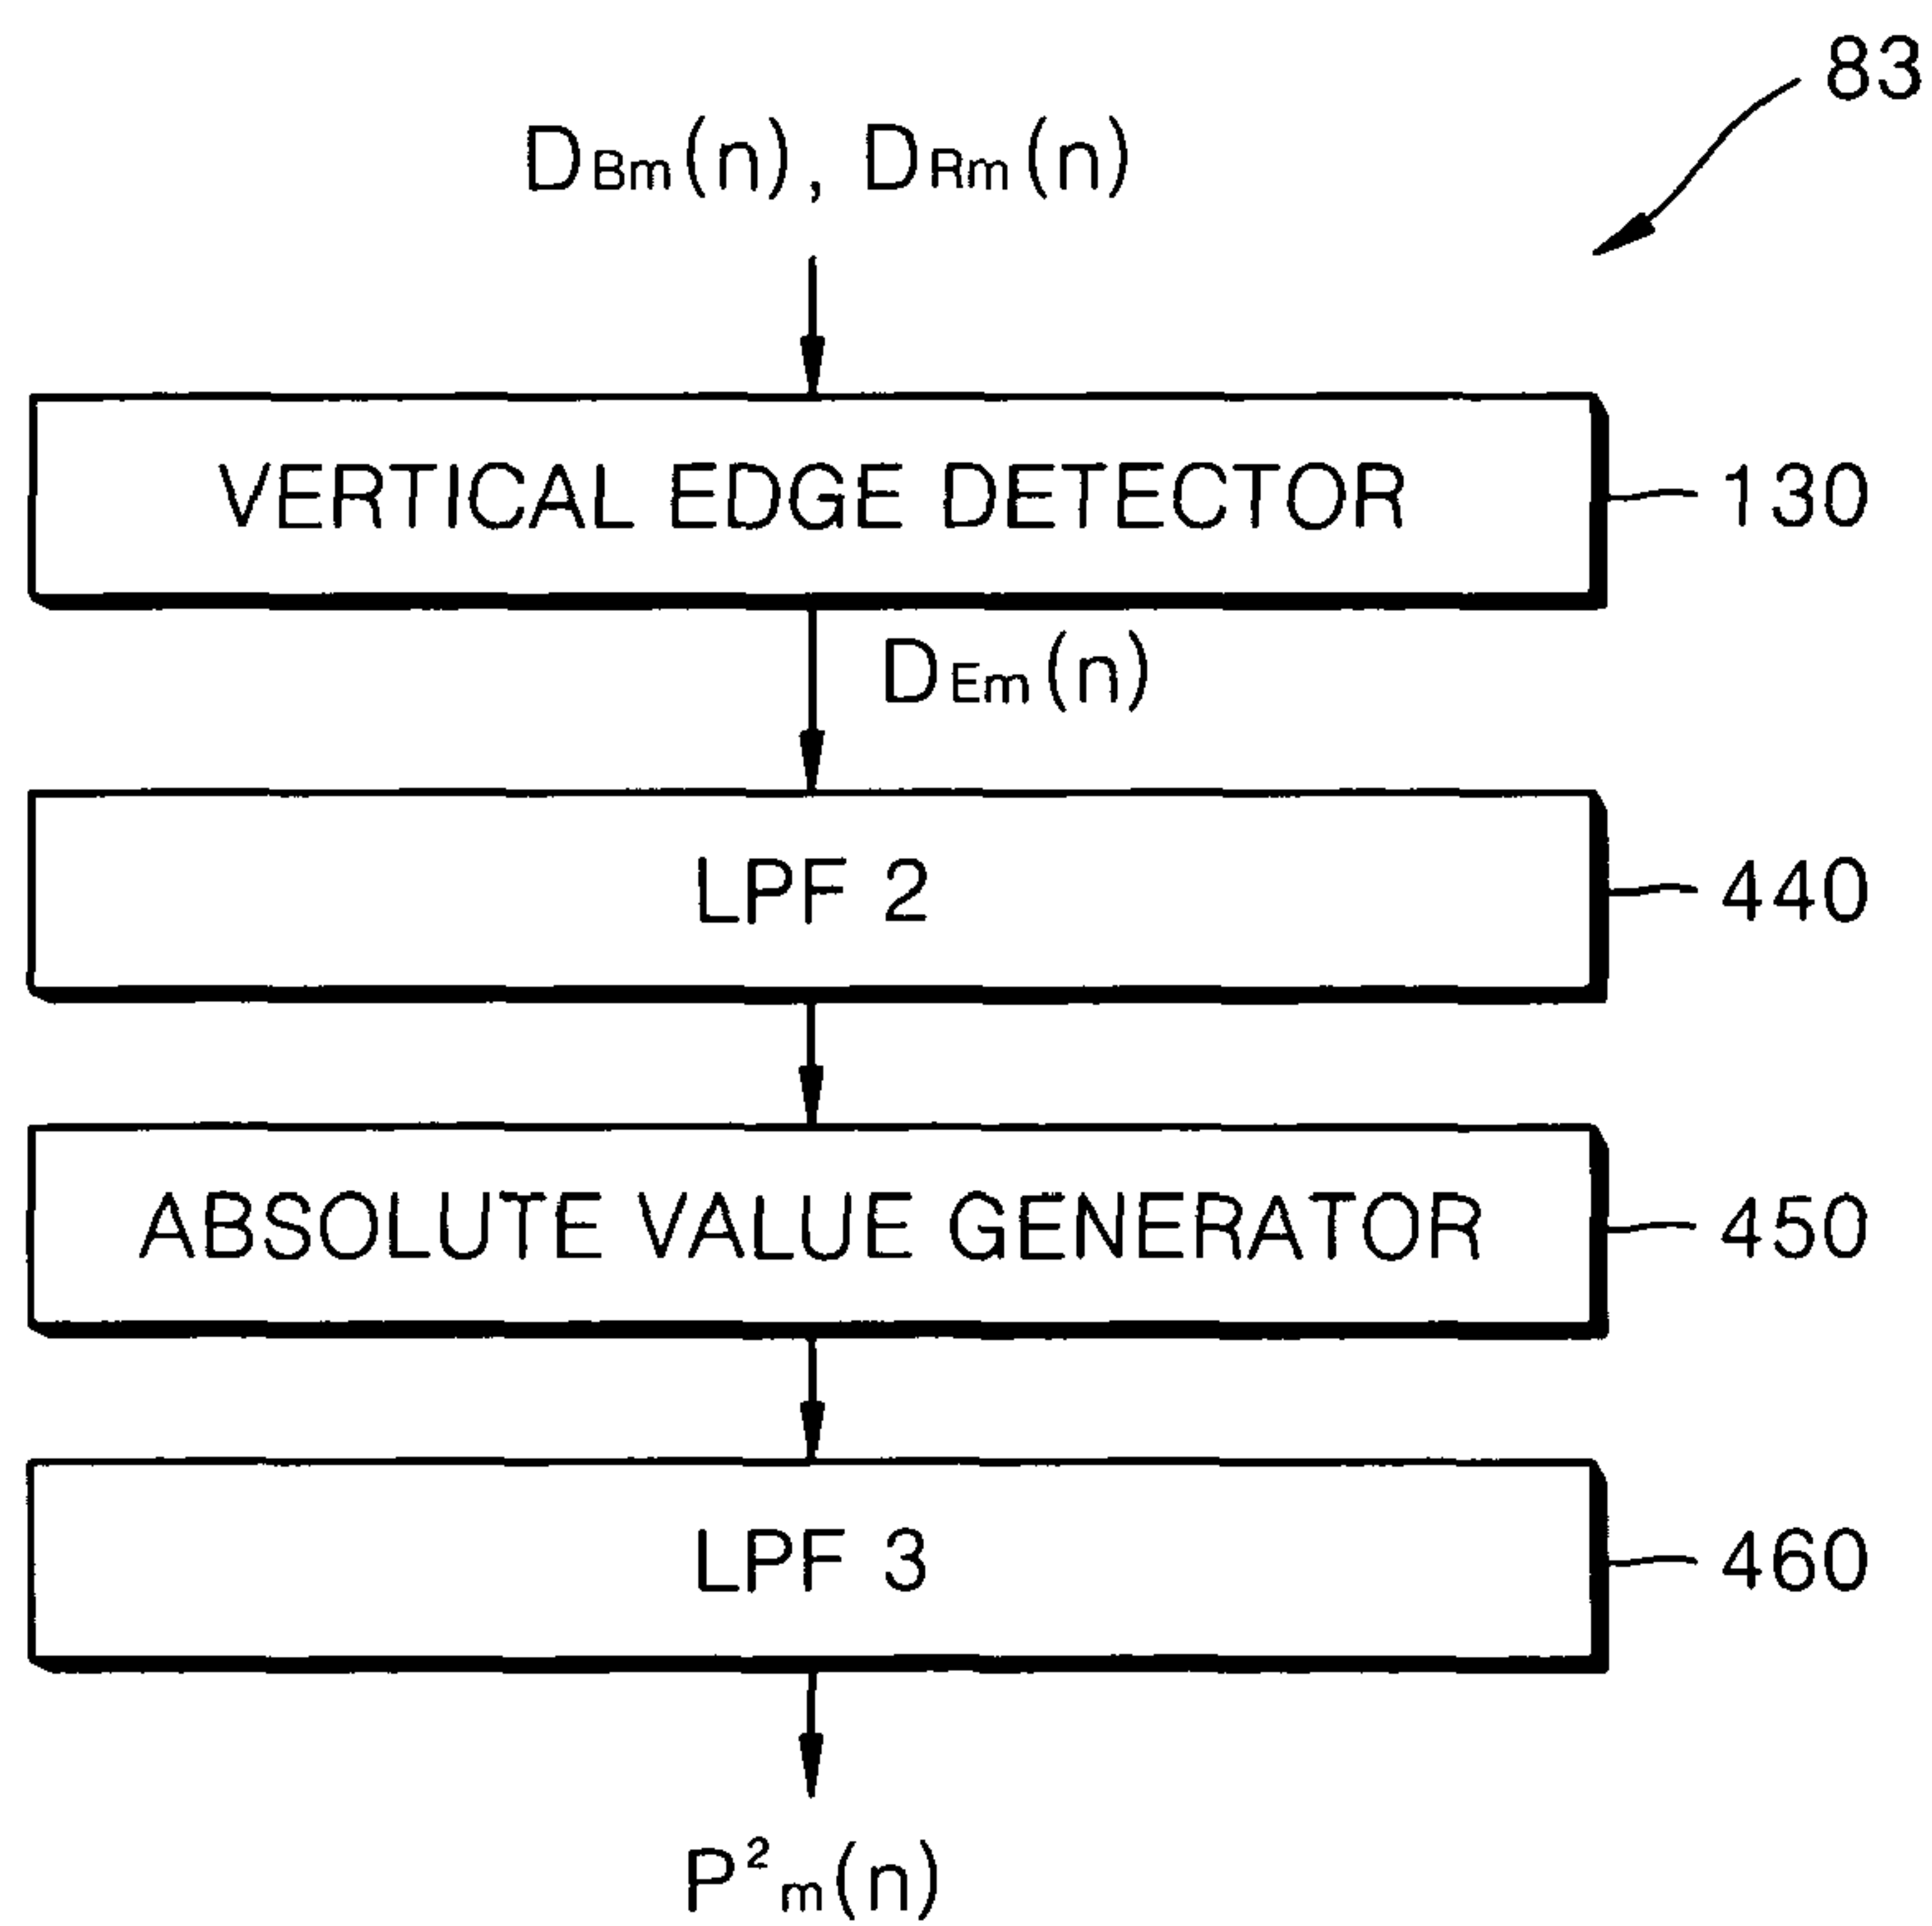 83
DBm(n), DRm(n)
VERTICAL EDGE DETECTOR
130
DEm(n)
LPF 2
440
ABSOLUTE VALUE GENERATOR
450
LPF 3
460
P²m(n)